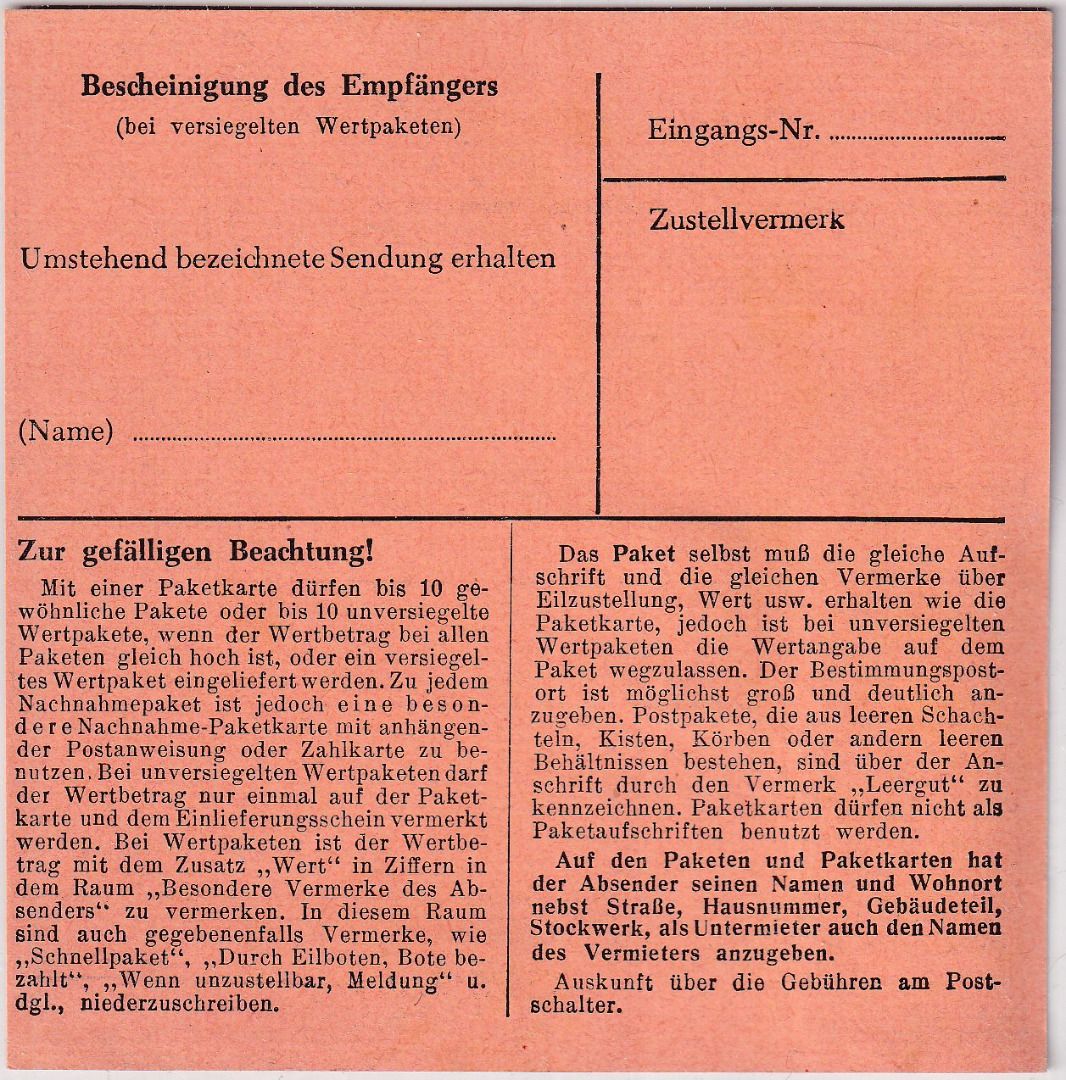 Bescheinigung des Empfängers
(bei versiegelten Wertpaketen)
Umstehend bezeichnete Sendung erhalten
(Name)
Eingangs-Nr.
Zustellvermerk
Zur gefälligen Beachtung!
Mit einer Paketkarte dürfen bis 10 ge-
wöhnliche Pakete oder bis 10 unversiegelte
Wertpakete, wenn der Wertbetrag bei allen
Paketen gleich hoch ist, oder ein versiegel-
tes Wertpaket eingeliefert werden. Zu jedem
Nachnahmepaket ist jedoch eine beson-
dere Nachnahme-Paketkarte mit anhängen-
der Postanweisung oder Zahlkarte zu be-
nutzen. Bei unversiegelten Wertpaketen darf
der Wertbetrag nur einmal auf der Paket-
karte und dem Einlieferungsschein vermerkt
werden. Bei Wertpaketen ist der Wertbe-
trag mit dem Zusatz „Wert“ in Ziffern in
dem Raum „Besondere Vermerke des Ab-
senders“ zu vermerken. In diesem Raum
sind auch gegebenenfalls Vermerke, wie
„Schnellpaket“, „Durch Eilboten, Bote be-
zahlt“, „Wenn unzustellbar, Meldung“ u.
dgl., niederzuschreiben.
Das Paket selbst muß die gleiche Auf-
schrift und die gleichen Vermerke über
Eilzustellung, Wert usw. erhalten wie die
Paketkarte, jedoch ist bei unversiegelten
Wertpaketen die Wertangabe auf dem
Paket wegzulassen. Der Bestimmungspost-
ort ist möglichst groß und deutlich an-
zugeben. Postpakete, die aus leeren Schach-
teln, Kisten, Körben oder andern leeren
Behältnissen bestehen, sind über der An-
schrift durch den Vermerk „Leergut“ zu
kennzeichnen. Paketkarten dürfen nicht als
Paketaufschriften benutzt werden.
Auf den Paketen und Paketkarten hat
der Absender seinen Namen und Wohnort
nebst Straße, Hausnummer, Gebäudeteil,
Stockwerk, als Untermieter auch den Namen
des Vermieters anzugeben.
Auskunft über die Gebühren am Post-
schalter.